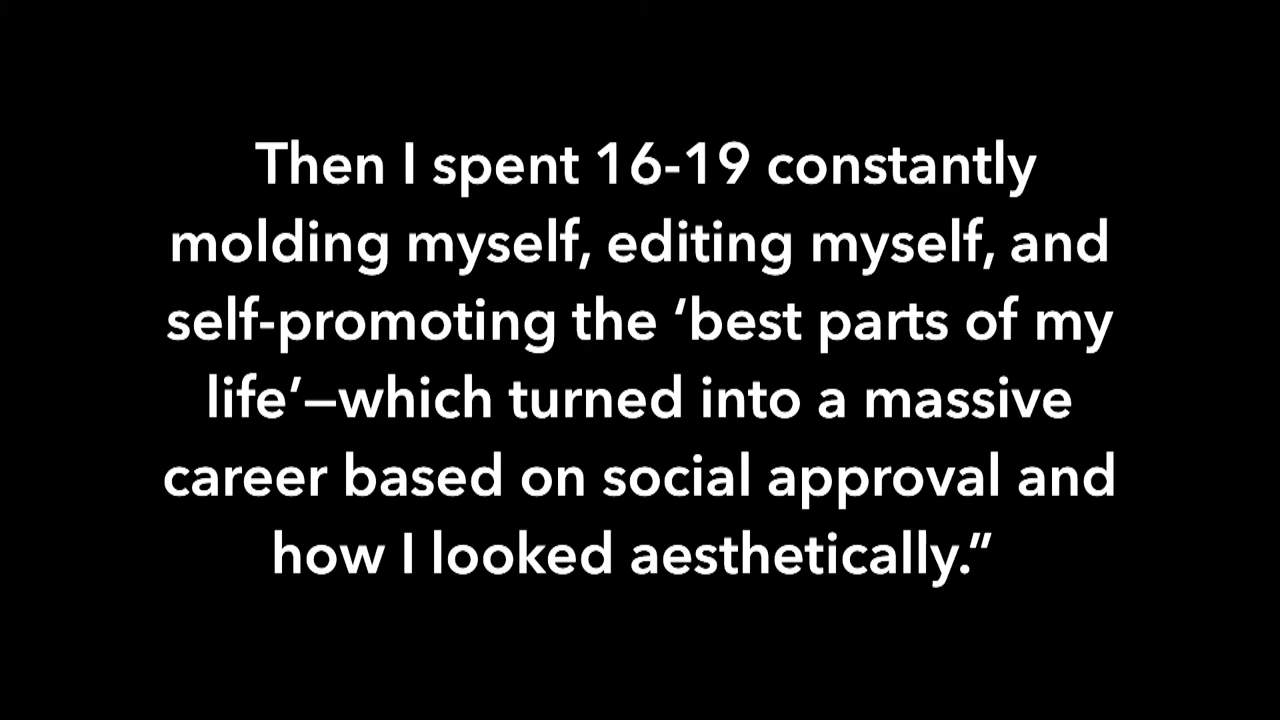 Then I spent 16-19 constantly
molding myself, editing myself, and
self-promoting the ‘best parts of my
life’—which turned into a massive
career based on social approval and
how I looked aesthetically.”